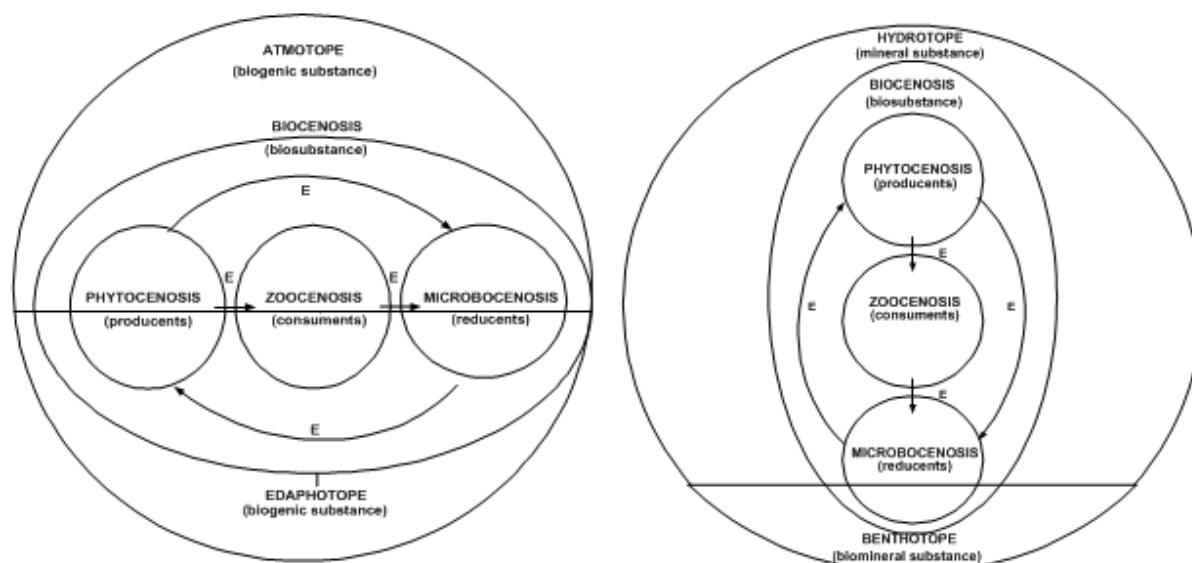 ATMOTOPE
(biogenic substance)
BIOCENOSIS
(biosubstance)
E
E
E
PHYTOCENOSIS
(producents)
ZOOCENOSIS
(consuments)
MICROBOCENOSIS
(reducents)
E
EDAPHOTOPE
(biogenic substance)
HYDROTOPE
(mineral substance)
BIOCENOSIS
(biosubstance)
PHYTOCENOSIS
(producents)
E
ZOOCENOSIS
(consuments)
E
E
E
MICROBOCENOSIS
(reducents)
BENTHOTOPE
(biomineral substance)